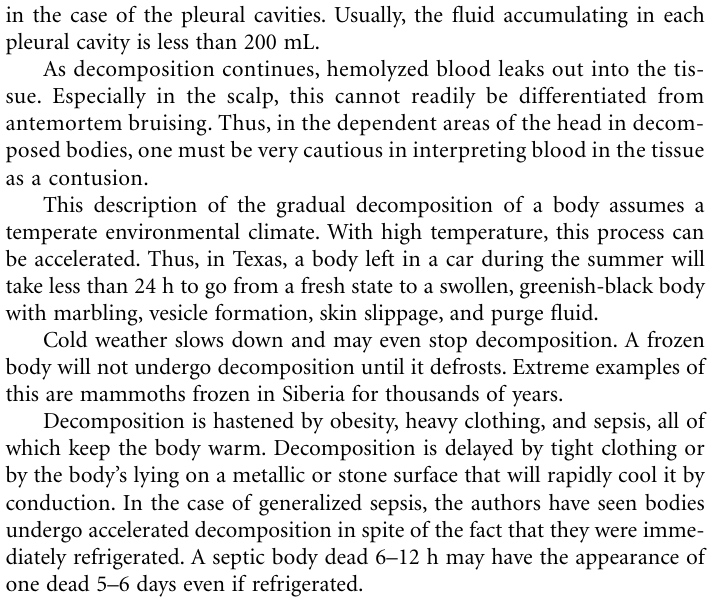 in the case of the pleural cavities. Usually, the fluid accumulating in each
pleural cavity is less than 200 mL.
As decomposition continues, hemolyzed blood leaks out into the tis-
sue. Especially in the scalp, this cannot readily be differentiated from
antemortem bruising. Thus, in the dependent areas of the head in decom-
posed bodies, one must be very cautious in interpreting blood in the tissue
as a contusion.
This description of the gradual decomposition of a body assumes a
temperate environmental climate. With high temperature, this process can
be accelerated. Thus, in Texas, a body left in a car during the summer will
take less than 24 h to go from a fresh state to a swollen, greenish-black body
with marbling, vesicle formation, skin slippage, and purge fluid.
Cold weather slows down and may even stop decomposition. A frozen
body will not undergo decomposition until it defrosts. Extreme examples of
this are mammoths frozen in Siberia for thousands of years.
Decomposition is hastened by obesity, heavy clothing, and sepsis, all of
which keep the body warm. Decomposition is delayed by tight clothing or
by the body’s lying on a metallic or stone surface that will rapidly cool it by
conduction. In the case of generalized sepsis, the authors have seen bodies
undergo accelerated decomposition in spite of the fact that they were imme-
diately refrigerated. A septic body dead 6–12 h may have the appearance of
one dead 5–6 days even if refrigerated.